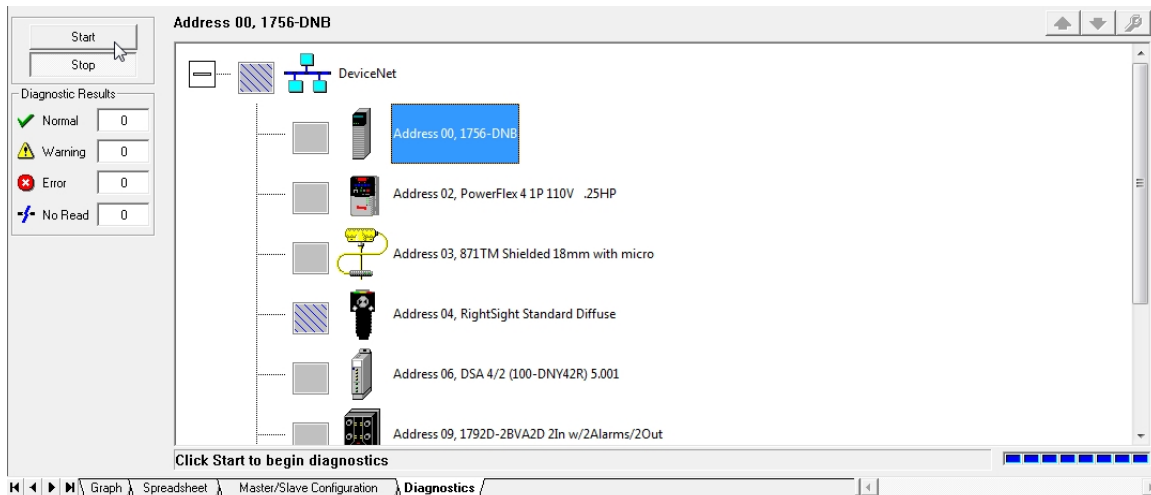 Address 00, 1756-DNB
Start
Stop
Diagnostic Results
Normal 0
Warning 0
Error 0
No Read 0
DeviceNet
Address 00, 1756-DNB
Address 02, PowerFlex 4 1P 110V .25HP
Address 03, 871TM Shielded 18mm with micro
Address 04, RightSight Standard Diffuse
Address 06, DSA 4/2 (100-DNY42R) 5.001
Address 09, 1792D-2BVA2D 2In w/2Alarms/2Out
Click Start to begin diagnostics
Graph Spreadsheet Master/Slave Configuration Diagnostics